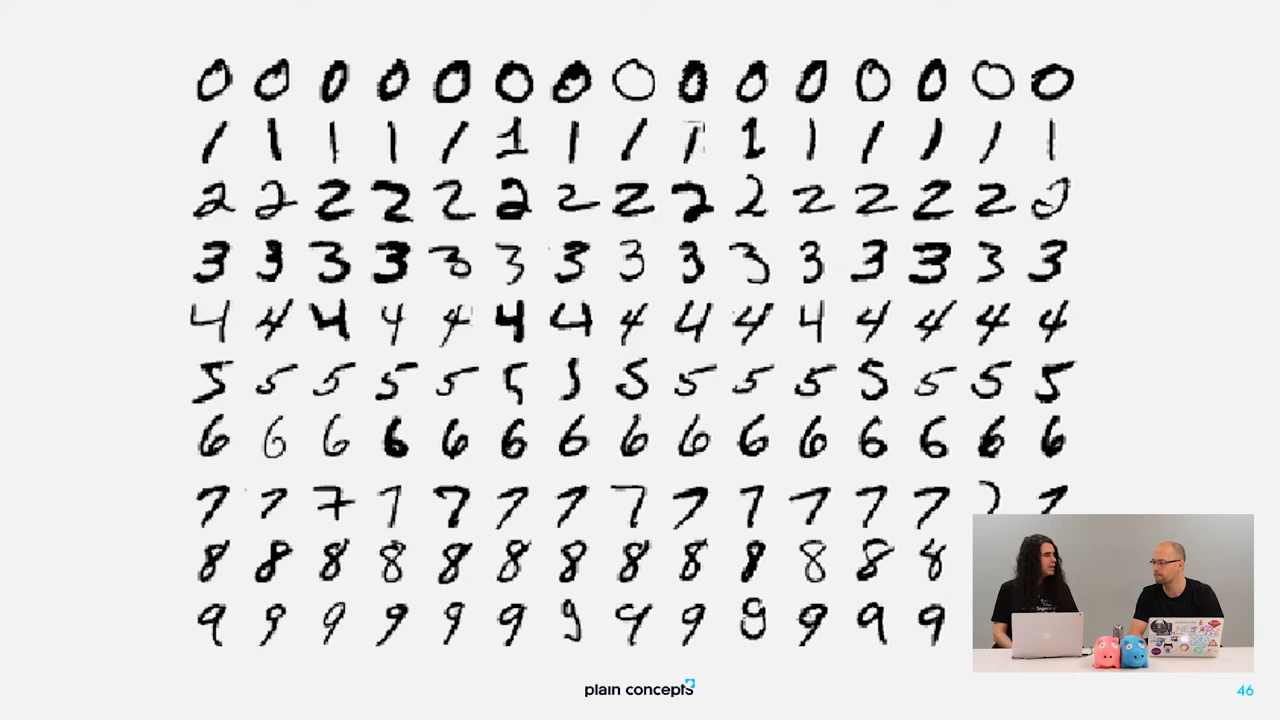 0 0 0 0 0 0 0 0 0 0 0 0 0 0 0
1 1 1 1 1 1 1 1 1 1 1 1 1 1 1
2 2 2 2 2 2 2 2 2 2 2 2 2 2 2
3 3 3 3 3 3 3 3 3 3 3 3 3 3 3
4 4 4 4 4 4 4 4 4 4 4 4 4 4 4
5 5 5 5 5 5 5 5 5 5 5 5 5 5 5
6 6 6 6 6 6 6 6 6 6 6 6 6 6 6
7 7 7 7 7 7 7 7 7 7 7 7 7 7 7
8 8 8 8 8 8 8 8 8 8 8 8 8
9 9 9 9 9 9 9 9 9 9 9 9 9
plain concepts
46